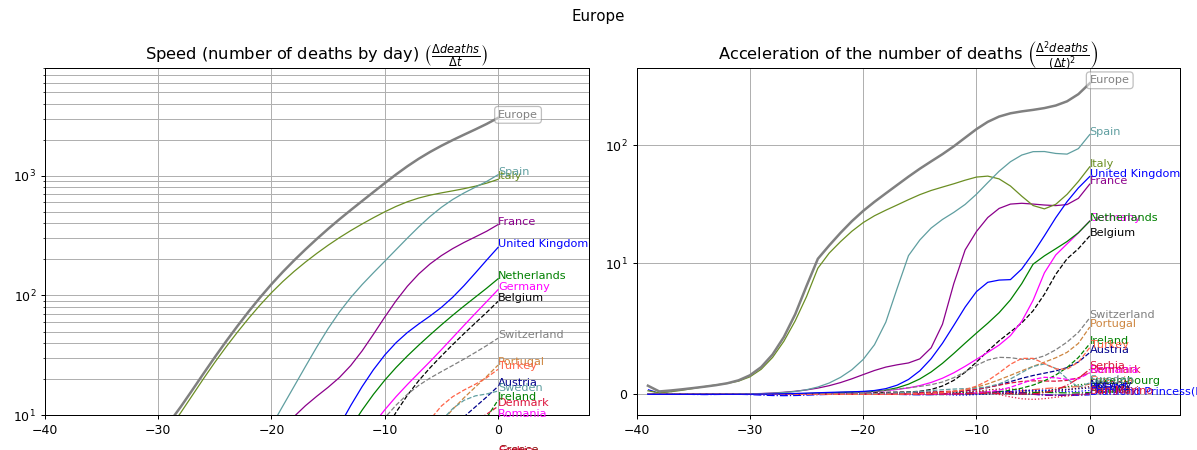 Europe
Speed (number of deaths by day) (Δdeaths/Δt)
Acceleration of the number of deaths (Δ²deaths/(Δt)²)
Europe
Spain
Italy
France
United Kingdom
Netherlands
Germany
Belgium
Switzerland
Portugal
Turkey
Austria
Sweden
Ireland
Denmark
Romania
Greece
10³
10²
10¹
−40
−30
−20
−10
0
Europe
Spain
Italy
United Kingdom
France
Netherlands
Germany
Belgium
Switzerland
Portugal
Ireland
Turkey
Austria
Serbia
10²
10¹
0
−40
−30
−20
−10
0